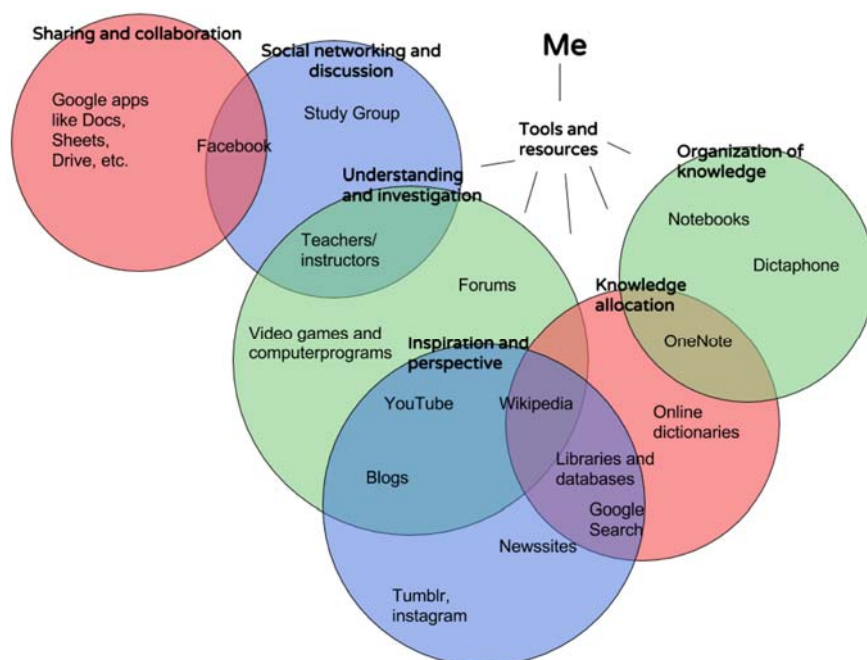 Sharing and collaboration
Google apps
like Docs,
Sheets,
Drive, etc.
Facebook
Social networking and
discussion
Study Group
Me
Tools and
resources
Understanding
and investigation
Teachers/
instructors
Forums
Video games and
computerprograms
Organization of
knowledge
Notebooks
Dictaphone
Knowledge
allocation
OneNote
Online
dictionaries
Inspiration and
perspective
YouTube
Wikipedia
Blogs
Libraries and
databases
Google
Search
Newssites
Tumblr,
instagram